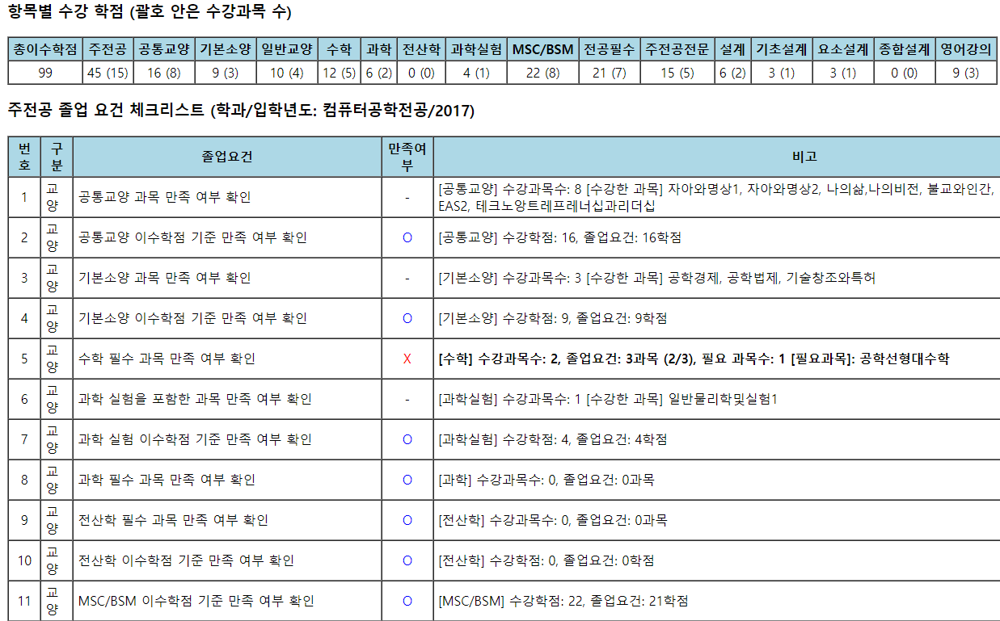 항목별 수강 학점 (괄호 안은 수강과목 수)
총이수학점 주전공 공통교양 기본소양 일반교양 수학 과학 전산학 과학실험 MSC/BSM 전공필수 주전공전문 설계 기초설계 요소설계 종합설계 영어강의
99 45 (15) 16 (8) 9 (3) 10 (4) 12 (5) 6 (2) 0 (0) 4 (1) 22 (8) 21 (7) 15 (5) 6 (2) 3 (1) 3 (1) 0 (0) 9 (3)
주전공 졸업 요건 체크리스트 (학과/입학년도: 컴퓨터공학전공/2017)
번호 구분 졸업요건 만족여부 비고
1 교양 공통교양 과목 만족 여부 확인 - [공통교양] 수강과목수: 8 [수강한 과목] 자아와명상1, 자아와명상2, 나의삶,나의비전, 불교와인간,
EAS2, 테크노앙트레프레너십과리더십
2 교양 공통교양 이수학점 기준 만족 여부 확인 O [공통교양] 수강학점: 16, 졸업요건: 16학점
3 교양 기본소양 과목 만족 여부 확인 - [기본소양] 수강과목수: 3 [수강한 과목] 공학경제, 공학법제, 기술창조와특허
4 교양 기본소양 이수학점 기준 만족 여부 확인 O [기본소양] 수강학점: 9, 졸업요건: 9학점
5 교양 수학 필수 과목 만족 여부 확인 X [수학] 수강과목수: 2, 졸업요건: 3과목 (2/3), 필요 과목수: 1 [필요과목]: 공학선형대수학
6 교양 과학 실험을 포함한 과목 만족 여부 확인 - [과학실험] 수강과목수: 1 [수강한 과목] 일반물리학및실험1
7 교양 과학 실험 이수학점 기준 만족 여부 확인 O [과학실험] 수강학점: 4, 졸업요건: 4학점
8 교양 과학 필수 과목 만족 여부 확인 O [과학] 수강과목수: 0, 졸업요건: 0과목
9 교양 전산학 필수 과목 만족 여부 확인 O [전산학] 수강과목수: 0, 졸업요건: 0과목
10 교양 전산학 이수학점 기준 만족 여부 확인 O [전산학] 수강학점: 0, 졸업요건: 0학점
11 교양 MSC/BSM 이수학점 기준 만족 여부 확인 O [MSC/BSM] 수강학점: 22, 졸업요건: 21학점